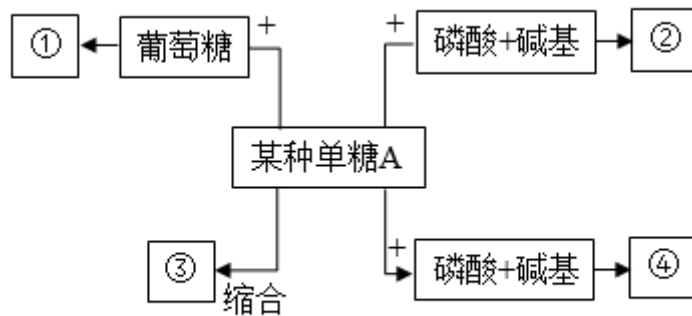 ① 葡萄糖 + + 磷酸+碱基 ②
某种单糖A
③ 缩合 + 磷酸+碱基 ④